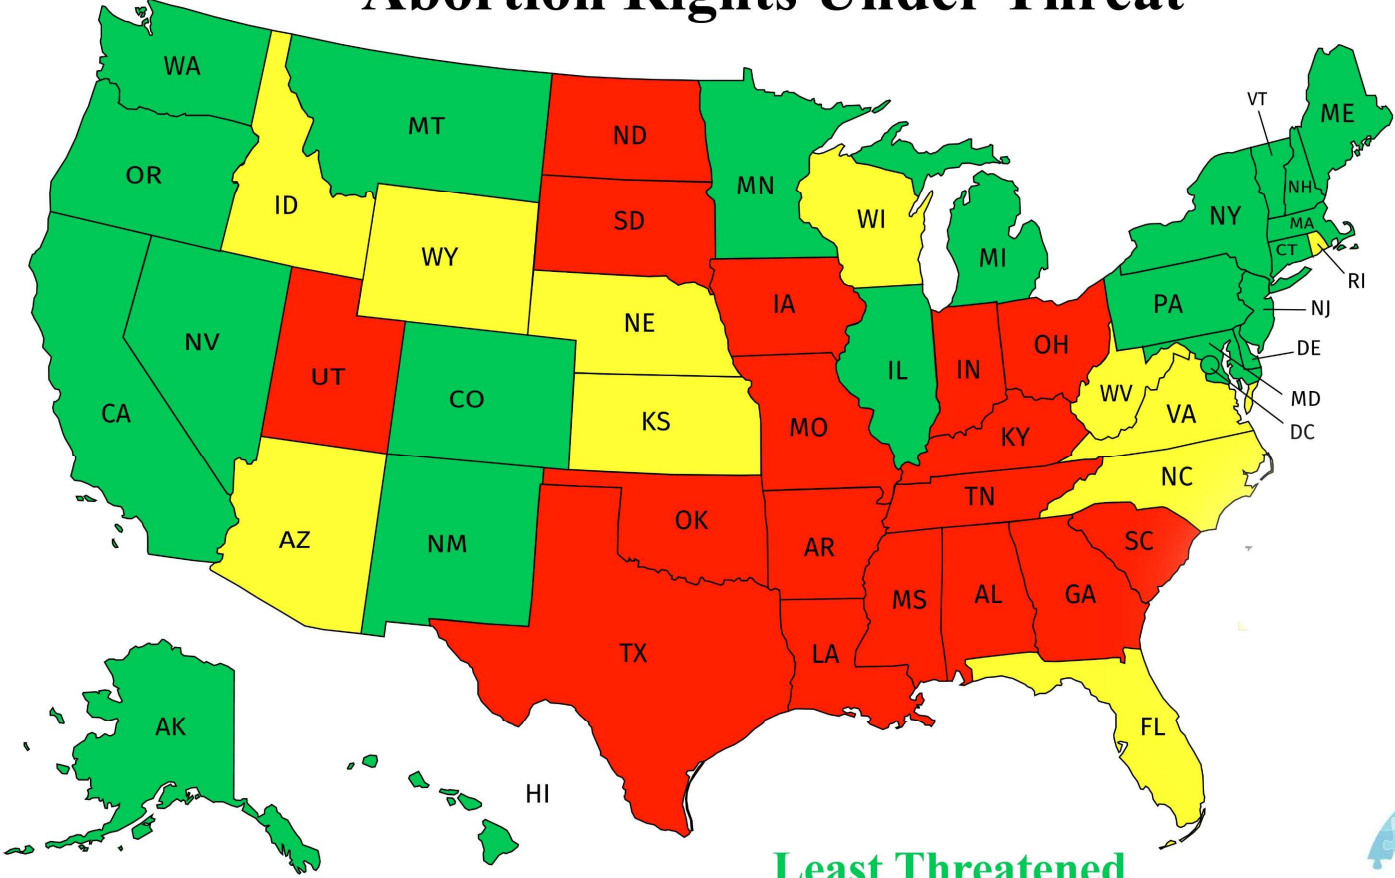 Abortion Rights Under Threat
WA
MT
ND
MN
VT
ME
OR
ID
SD
WI
NH
NY
MA
CT
WY
MI
RI
IA
PA
NJ
NE
NV
OH
DE
UT
CO
IL
IN
WV
MD
CA
KS
MO
VA
DC
KY
NC
TN
AZ
NM
OK
AR
SC
MS
AL
GA
TX
LA
AK
FL
HI
Least Threatened